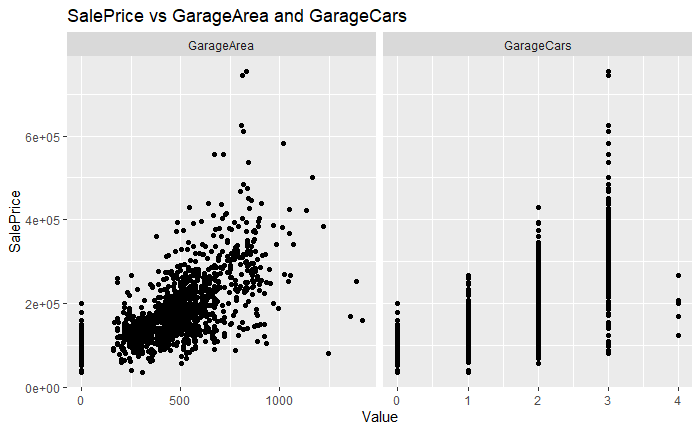 SalePrice vs GarageArea and GarageCars
GarageArea GarageCars
SalePrice
6e+05
4e+05
2e+05
0e+00
0 500 1000 0 1 2 3 4
Value